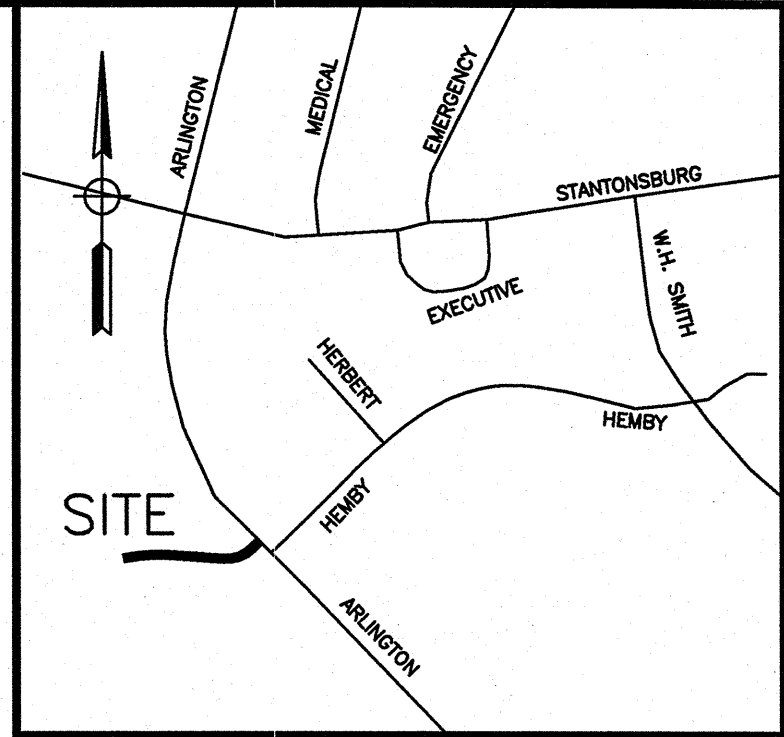 ARLINGTON
MEDICAL
EMERGENCY
STANTONSBURG
W.H. SMITH
EXECUTIVE
HERBERT
HEMBY
HEMBY
SITE
ARLINGTON